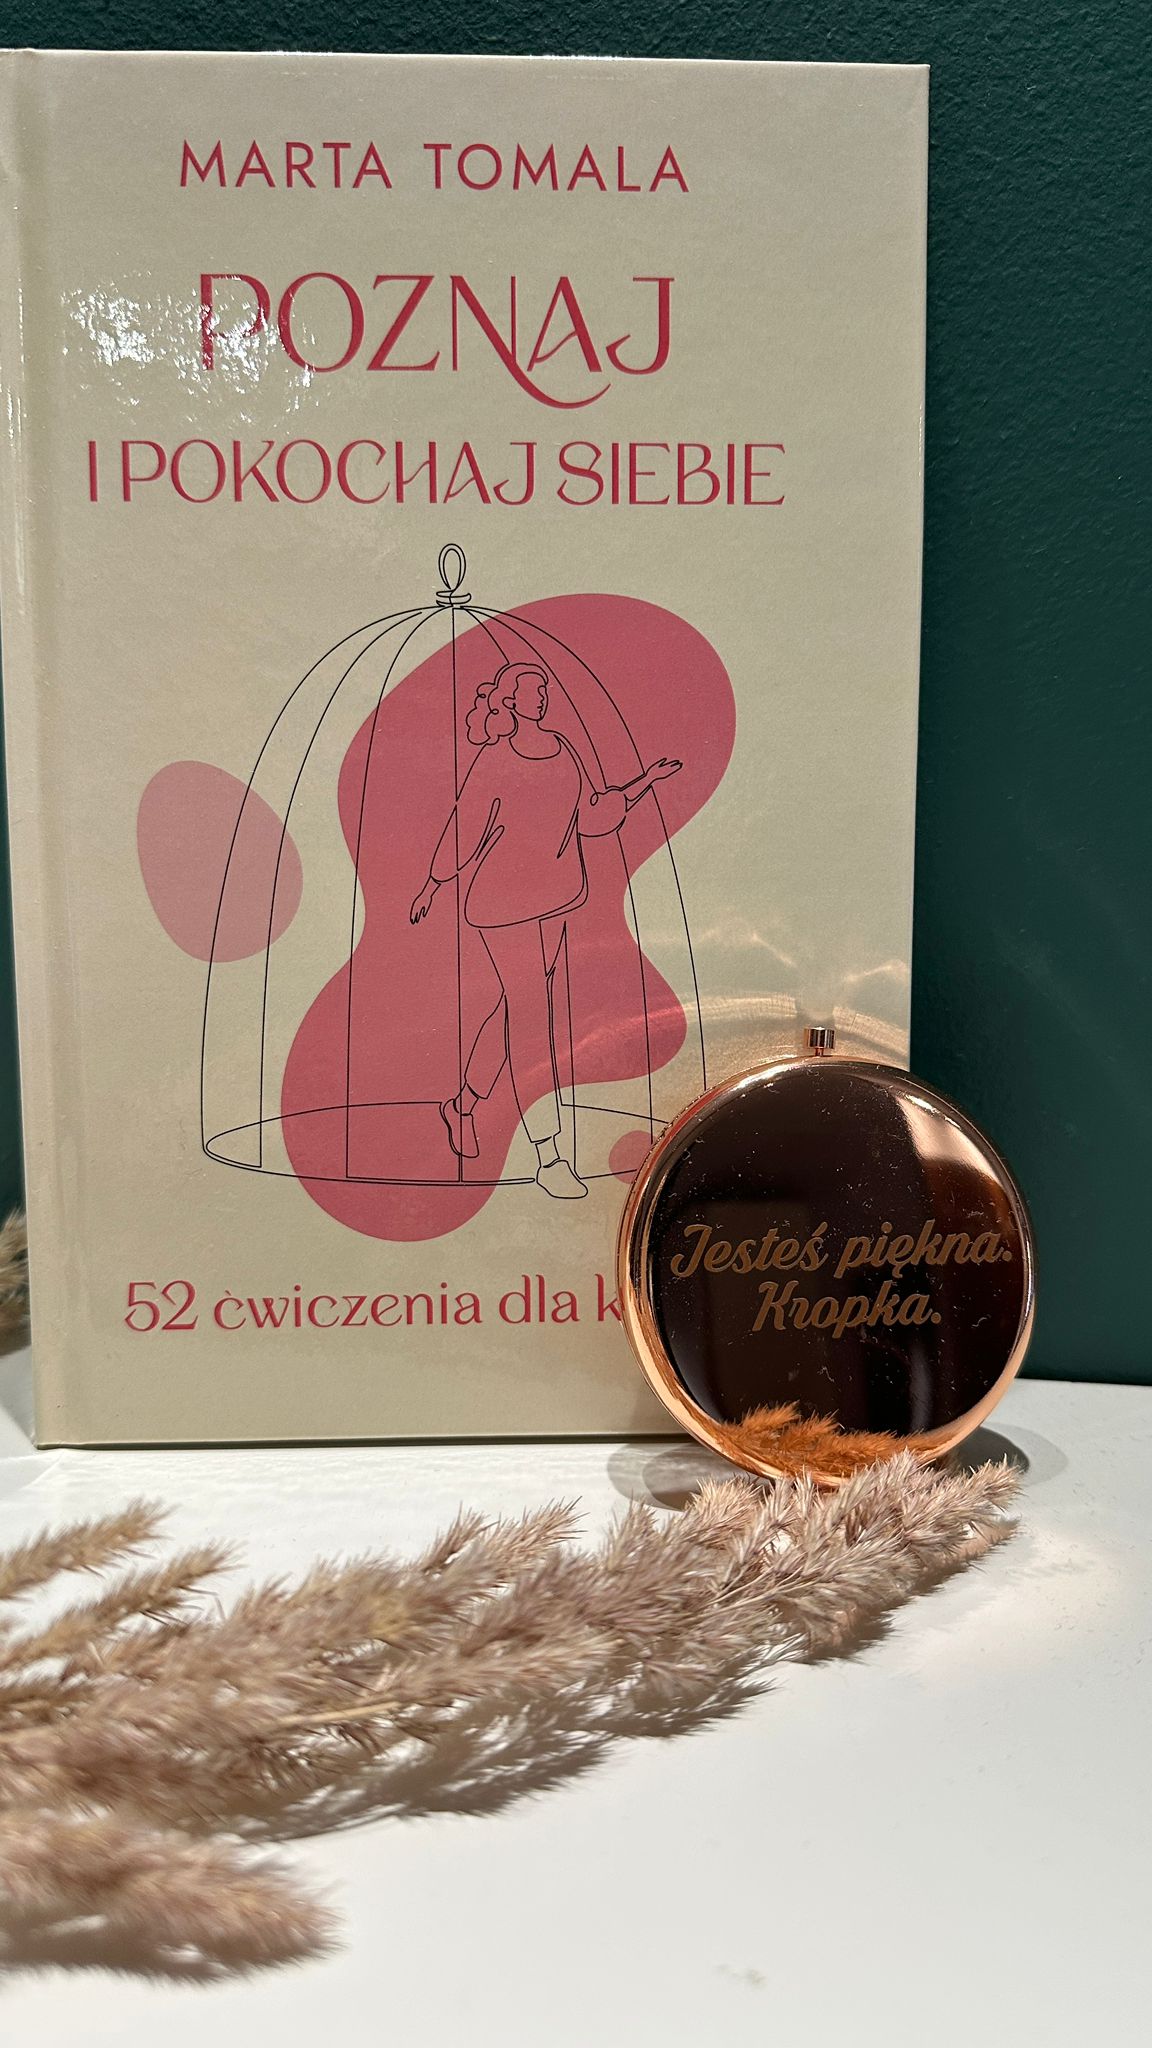 MARTA TOMALA
POZNAJ
I POKOCHAJ SIEBIE
52 ćwiczenia dla
Jesteś piękna.
Kropka.